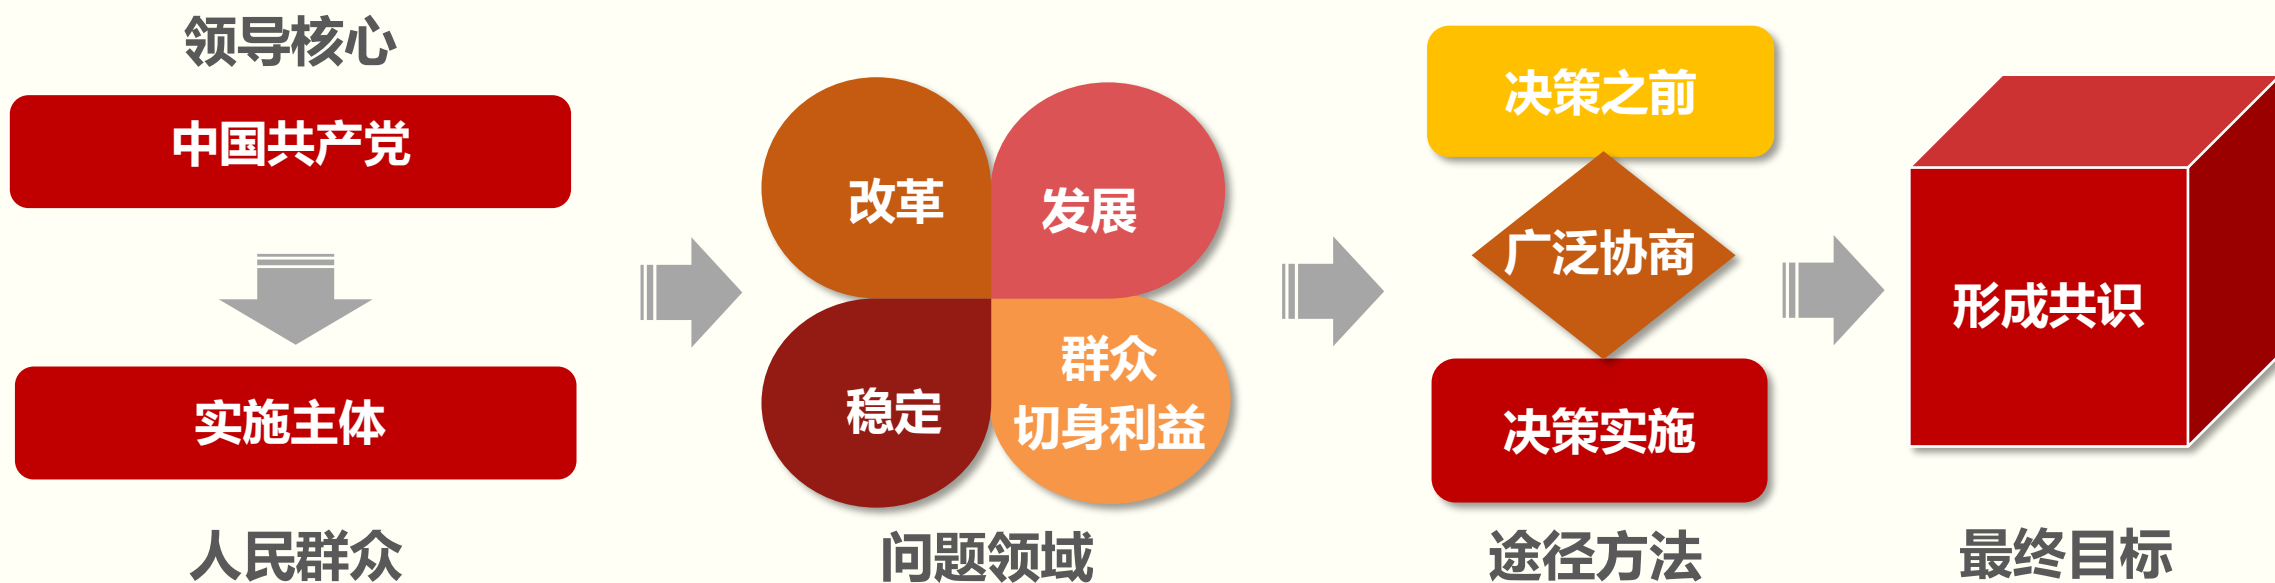 领导核心
中国共产党
实施主体
人民群众
改革
发展
稳定
群众
切身利益
问题领域
决策之前
广泛协商
决策实施
途径方法
形成共识
最终目标